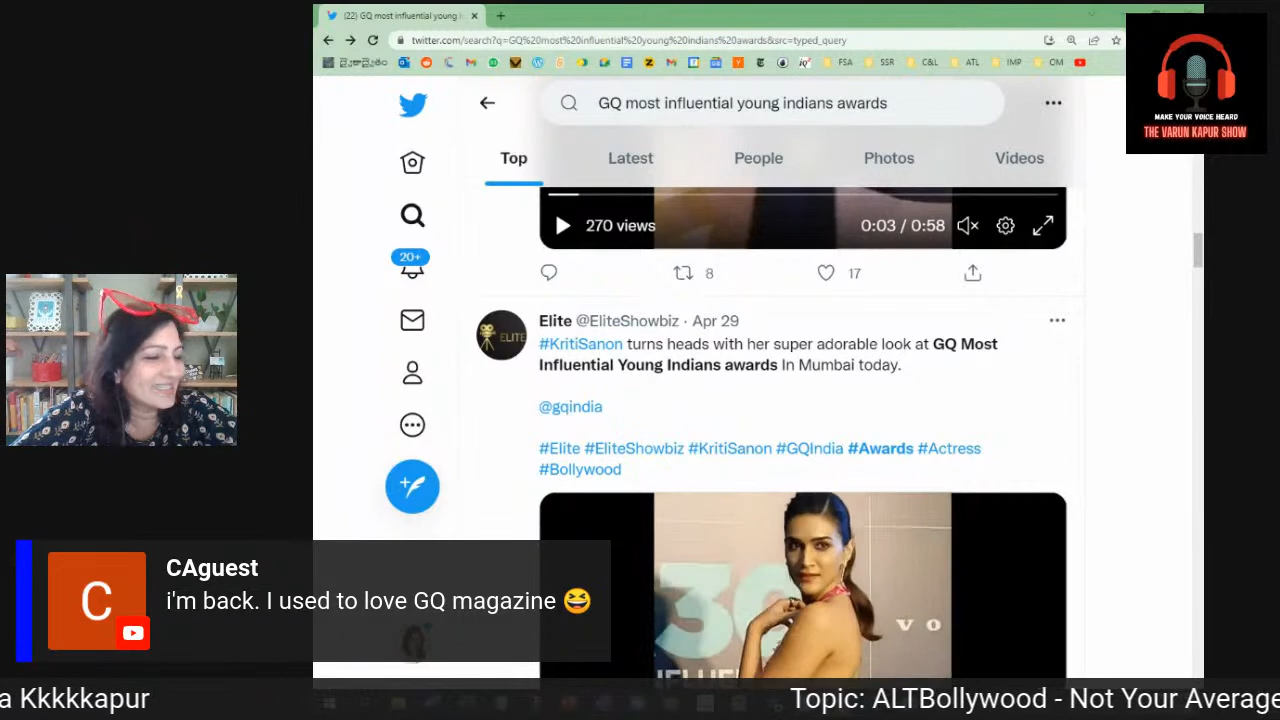 (22) GQ most influential young i
twitter.com/search?q=GQ%20most%20influential%20young%20indians%20awards&src=typed_query
FSA
SSR
C&L
ATL
IMP
OM
MAKE YOUR VOICE HEARD
THE VARUN KAPUR SHOW
GQ most influential young indians awards
Top
Latest
People
Photos
Videos
270 views
0:03 / 0:58
8
17
20+
ELITE
Elite @EliteShowbiz · Apr 29
#KritiSanon turns heads with her super adorable look at GQ Most
Influential Young Indians awards In Mumbai today.
@gqindia
#Elite #EliteShowbiz #KritiSanon #GQIndia #Awards #Actress
#Bollywood
30
V O
INFLUE
C
CAguest
i'm back. I used to love GQ magazine 😆
a Kkkkkapur
Topic: ALTBollywood - Not Your Average